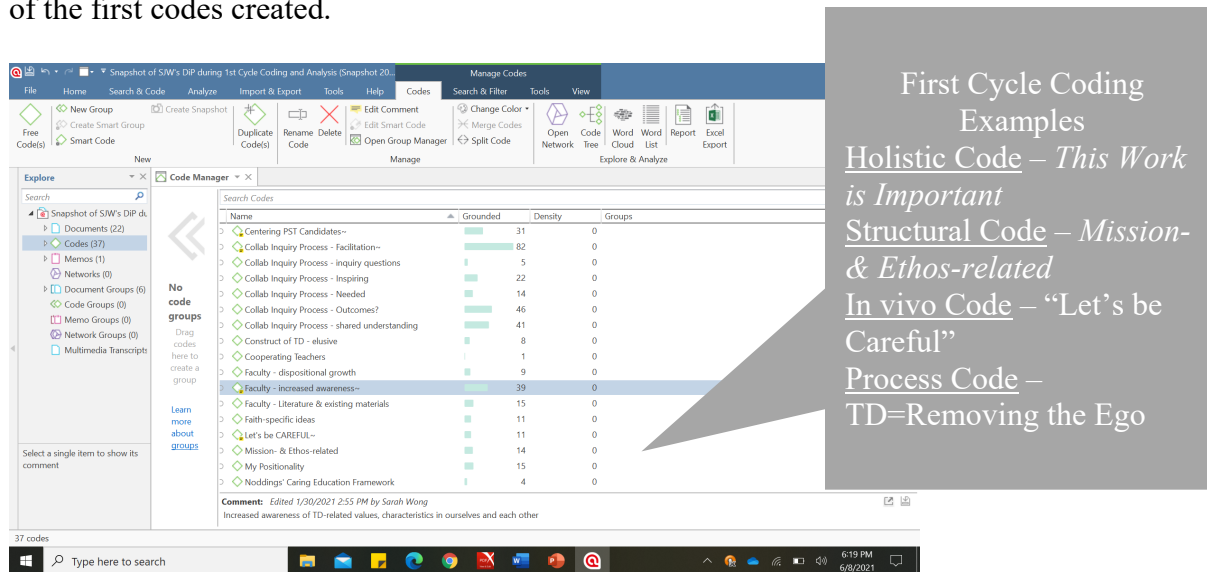 of the first codes created.
Snapshot of SJW's DiP during 1st Cycle Coding and Analysis (Snapshot 20...
Manage Codes
File Home Search & Code Analyze Import & Export Tools Help Codes Search & Filter Tools View
Free Code(s)
New Group
Create Smart Group
Smart Code
Create Snapshot
Duplicate Code(s)
Rename Code
Delete
Edit Comment
Edit Smart Code
Open Group Manager
Change Color
Merge Codes
Split Code
Open Network
Code Tree
Word Cloud
Word List
Report
Excel Export
New Manage Explore & Analyze
Explore
Search
Snapshot of SJW's DiP du
Documents (22)
Codes (37)
Memos (1)
Networks (0)
Document Groups (6)
Code Groups (0)
Memo Groups (0)
Network Groups (0)
Multimedia Transcripts
Select a single item to show its
comment
Code Manager
No
code
groups
Drag
codes
here to
create a
group
Learn
more
about
groups
Search Codes
Name Grounded Density Groups
Centering PST Candidates~ 31 0
Collab Inquiry Process - Facilitation~ 82 0
Collab Inquiry Process - inquiry questions 5 0
Collab Inquiry Process - Inspiring 22 0
Collab Inquiry Process - Needed 14 0
Collab Inquiry Process - Outcomes? 46 0
Collab Inquiry Process - shared understanding 41 0
Construct of TD - elusive 8 0
Cooperating Teachers 1 0
Faculty - dispositional growth 9 0
Faculty - increased awareness~ 39 0
Faculty - Literature & existing materials 15 0
Faith-specific ideas 11 0
Let's be CAREFUL~ 11 0
Mission- & Ethos-related 14 0
My Positionality 15 0
Noddings' Caring Education Framework 4 0
Comment: Edited 1/30/2021 2:55 PM by Sarah Wong
Increased awareness of TD-related values, characteristics in ourselves and each other
37 codes
Type here to search
6:19 PM
6/8/2021
First Cycle Coding
Examples
Holistic Code – This Work
is Important
Structural Code – Mission-
& Ethos-related
In vivo Code – “Let’s be
Careful”
Process Code –
TD=Removing the Ego